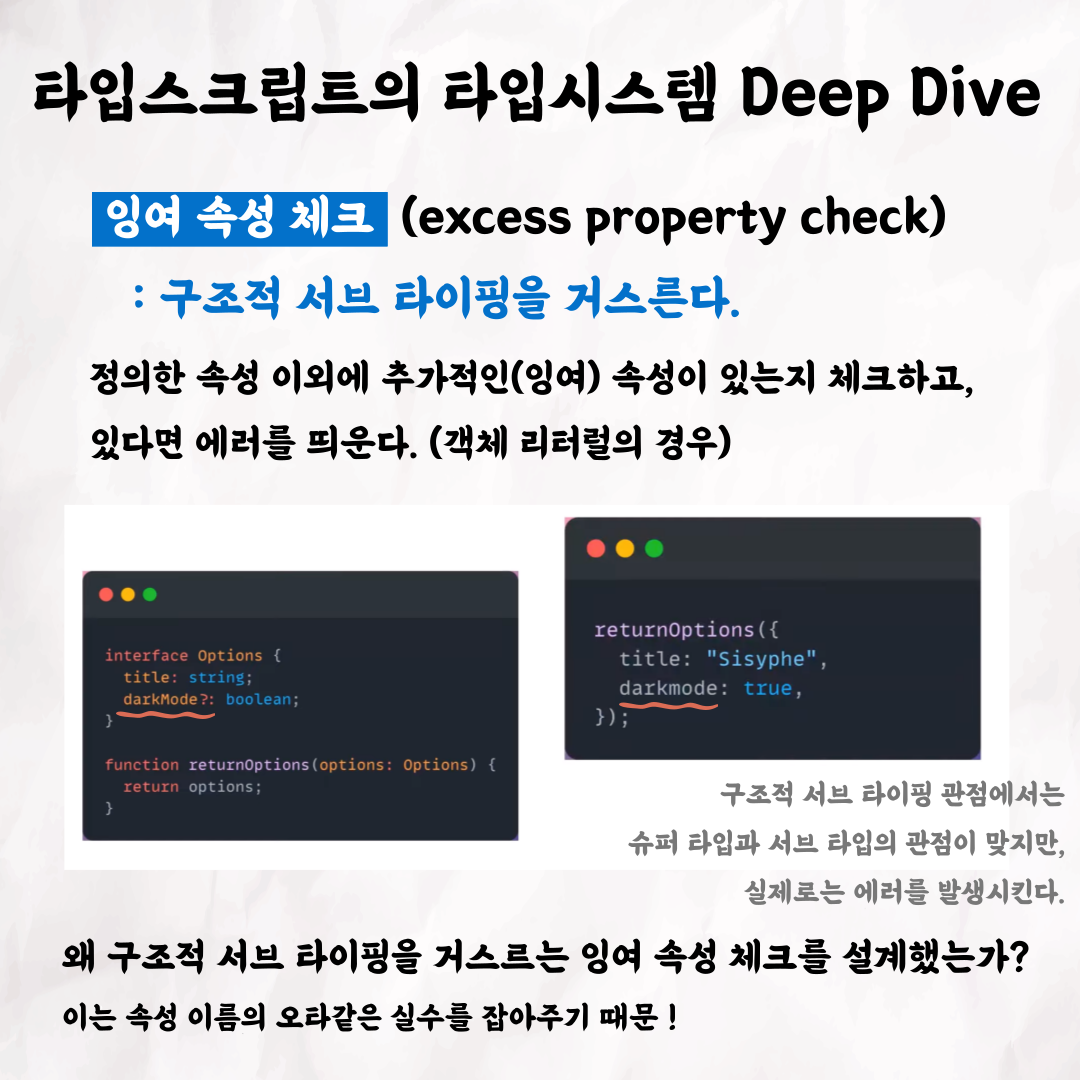 타입스크립트의 타입시스템 Deep Dive
잉여 속성 체크 (excess property check)
: 구조적 서브 타이핑을 거스른다.
정의한 속성 이외에 추가적인(잉여) 속성이 있는지 체크하고,
있다면 에러를 띄운다. (객체 리터럴의 경우)
interface Options {
title: string;
darkMode?: boolean;
}
function returnOptions(options: Options) {
return options;
}
returnOptions({
title: "Sisyphe",
darkmode: true,
});
구조적 서브 타이핑 관점에서는
슈퍼 타입과 서브 타입의 관점이 맞지만,
실제로는 에러를 발생시킨다.
왜 구조적 서브 타이핑을 거스르는 잉여 속성 체크를 설계했는가?
이는 속성 이름의 오타같은 실수를 잡아주기 때문 !